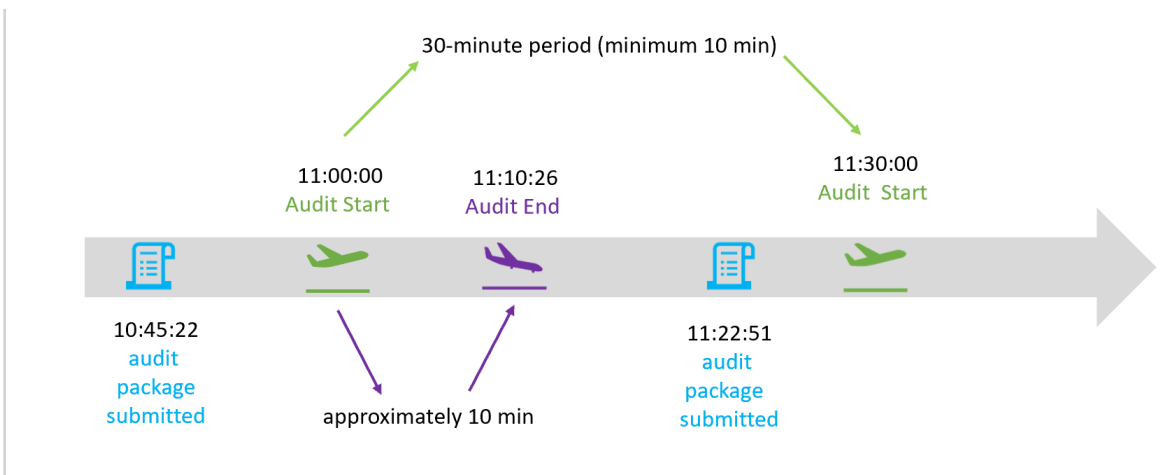 30-minute period (minimum 10 min)
11:00:00
Audit Start
11:10:26
Audit End
11:30:00
Audit  Start
10:45:22
audit
package
submitted
approximately 10 min
11:22:51
audit
package
submitted